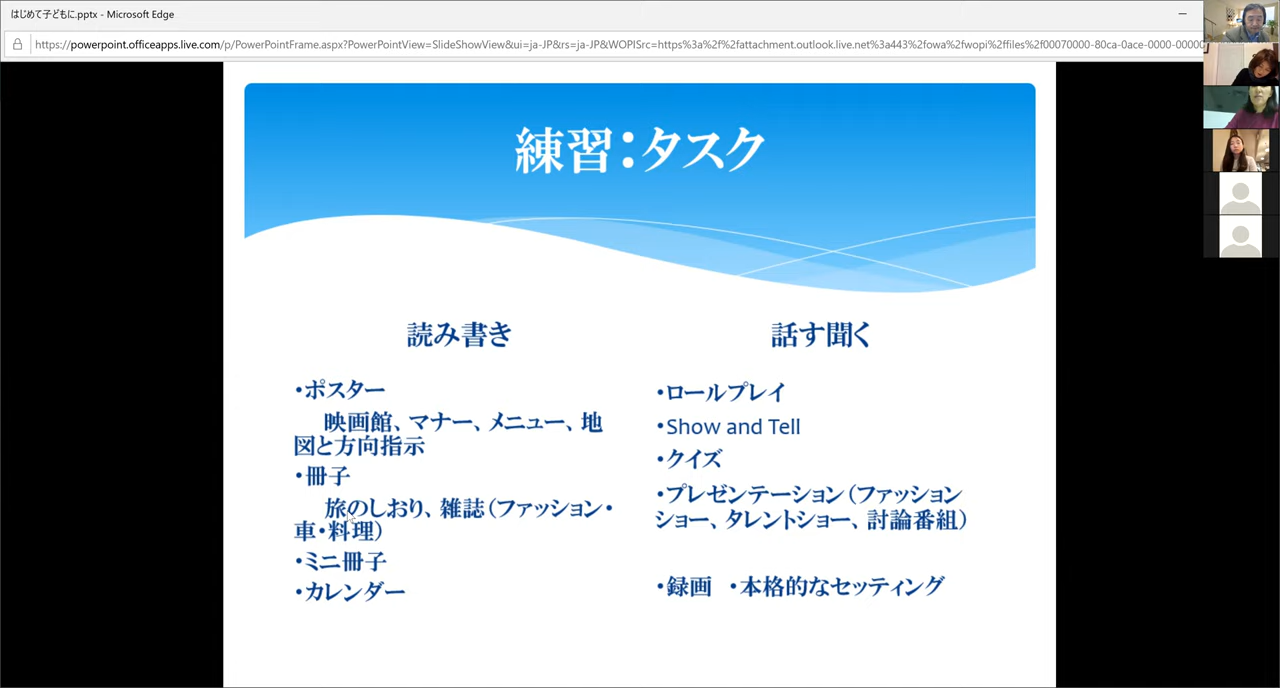 はじめて子どもに.pptx - Microsoft Edge
https://powerpoint.officeapps.live.com/p/PowerPointFrame.aspx?PowerPointView=SlideShowView&ui=ja-JP&rs=ja-JP&WOPISrc=https%3a%2f%2fattachment.outlook.live.net%3a443%2fowa%2fwopi%2ffiles%2f00070000-80ca-0ace-0000-00000
練習：タスク
読み書き
・ポスター
映画館、マナー、メニュー、地
図と方向指示
・冊子
旅のしおり、雑誌（ファッション・
車・料理）
・ミニ冊子
・カレンダー
話す聞く
・ロールプレイ
・Show and Tell
・クイズ
・プレゼンテーション（ファッション
ショー、タレントショー、討論番組）
・録画　・本格的なセッティング